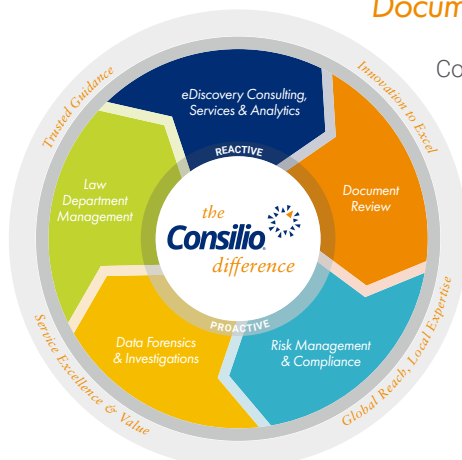 Docum
Co
Trusted Guidance
Innovation to Excel
eDiscovery Consulting,
Services & Analytics
REACTIVE
Law
Department
Management
Document
Review
the
Consilio
difference
PROACTIVE
Data Forensics
& Investigations
Risk Management
& Compliance
Service Excellence & Value
Global Reach, Local Expertise